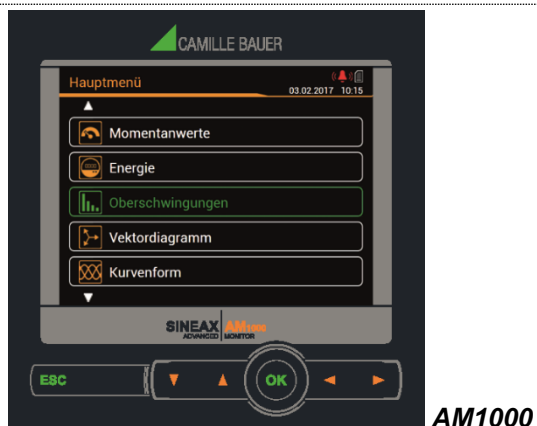 CAMILLE BAUER
Hauptmenü
03.02.2017 10:15
Momentanwerte
Energie
Oberschwingungen
Vektordiagramm
Kurvenform
SINEAX AM1000
ADVANCED MONITOR
ESC
OK
AM1000